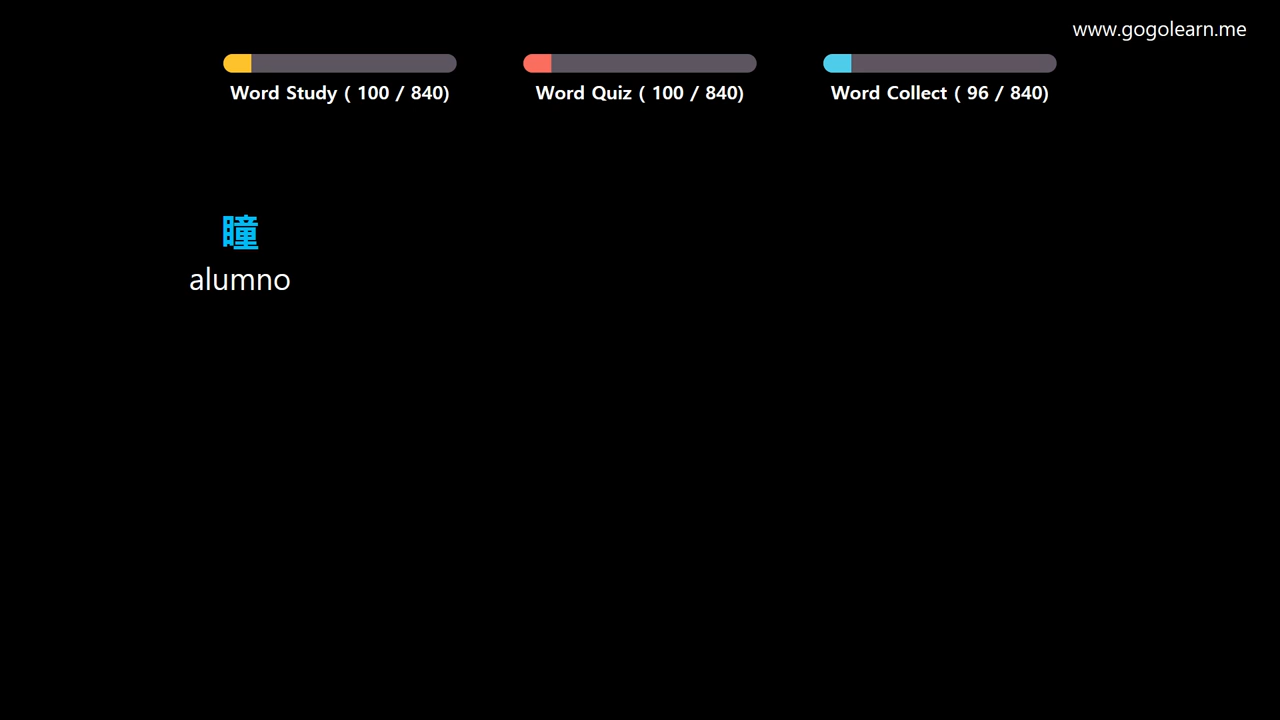 www.gogolearn.me
Word Study ( 100 / 840)
Word Quiz ( 100 / 840)
Word Collect ( 96 / 840)
瞳
alumno